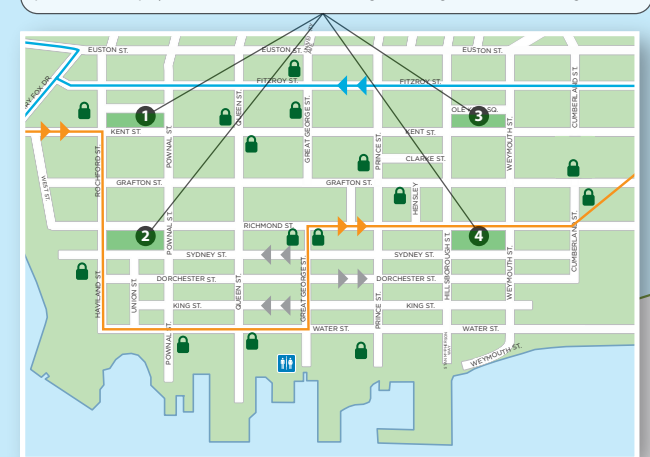 EUSTON ST.
EUSTON ST.
EUSTON ST.
FITZROY ST.
FITZROY ST.
FOX DR.
CUMBERLAND ST.
QUEEN ST.
GREAT GEORGE ST.
1
3
KENT ST.
KENT ST.
POWNAL ST.
PRINCE ST.
WEYMOUTH ST.
CLARKE ST.
ROCHFORD ST.
WEST ST.
GRAFTON ST.
GRAFTON ST.
HENSLEY
POWNAL ST.
RICHMOND ST.
CUMBERLAND ST.
2
4
SYDNEY ST.
SYDNEY ST.
HILLSBOROUGH ST.
WEYMOUTH ST.
HAVILAND ST.
UNION ST.
DORCHESTER ST.
DORCHESTER ST.
QUEEN ST.
GREAT GEORGE ST.
PRINCE ST.
KING ST.
KING ST.
WATER ST.
WATER ST.
POWNAL ST.
WEYMOUTH ST.